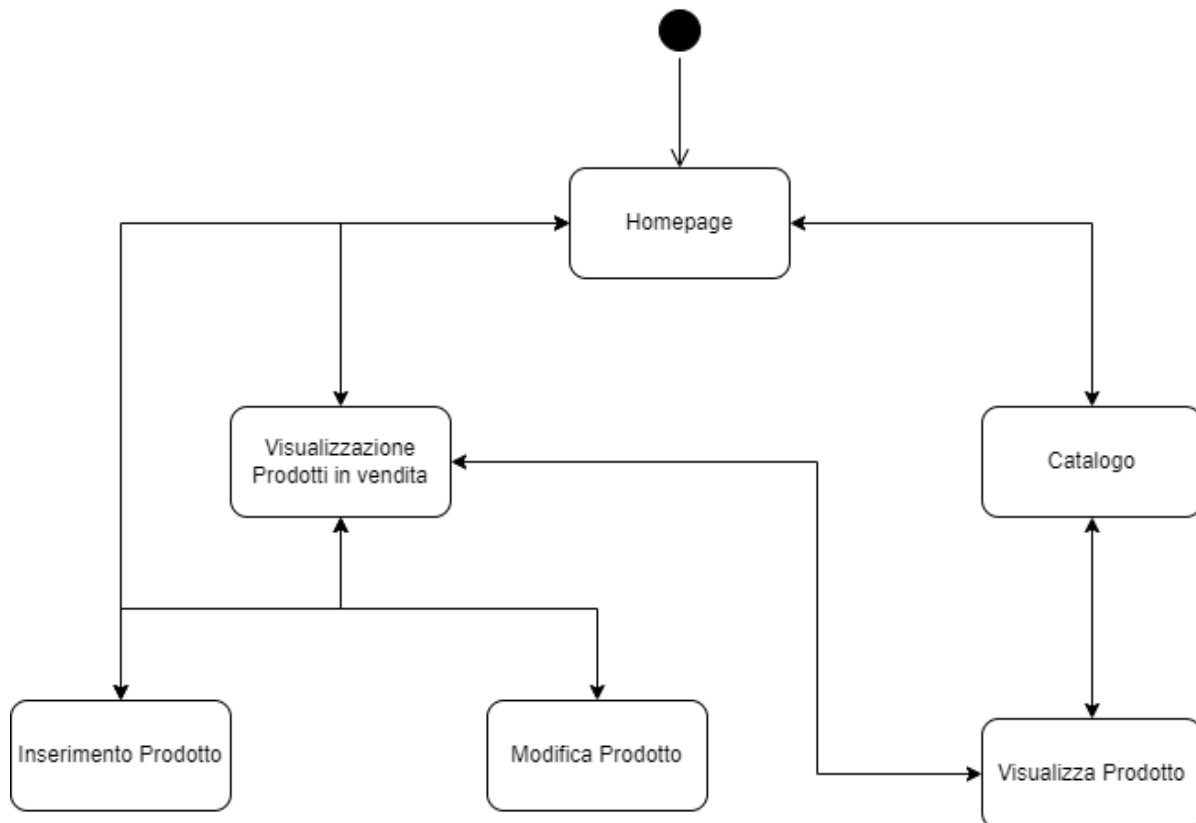 Homepage
Visualizzazione
Prodotti in vendita
Catalogo
Inserimento Prodotto
Modifica Prodotto
Visualizza Prodotto